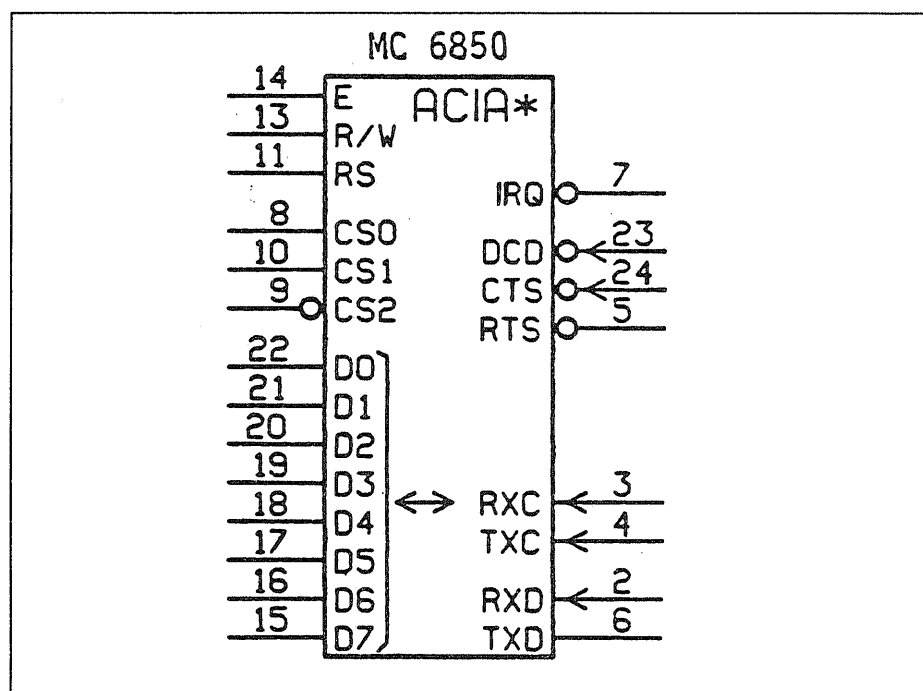 MC 6850
ACIA*
14 E
13 R/W
11 RS
8 CS0
10 CS1
9 CS2
22 D0
21 D1
20 D2
19 D3
18 D4
17 D5
16 D6
15 D7
IRQ 7
DCD 23
CTS 24
RTS 5
RXC 3
TXC 4
RXD 2
TXD 6